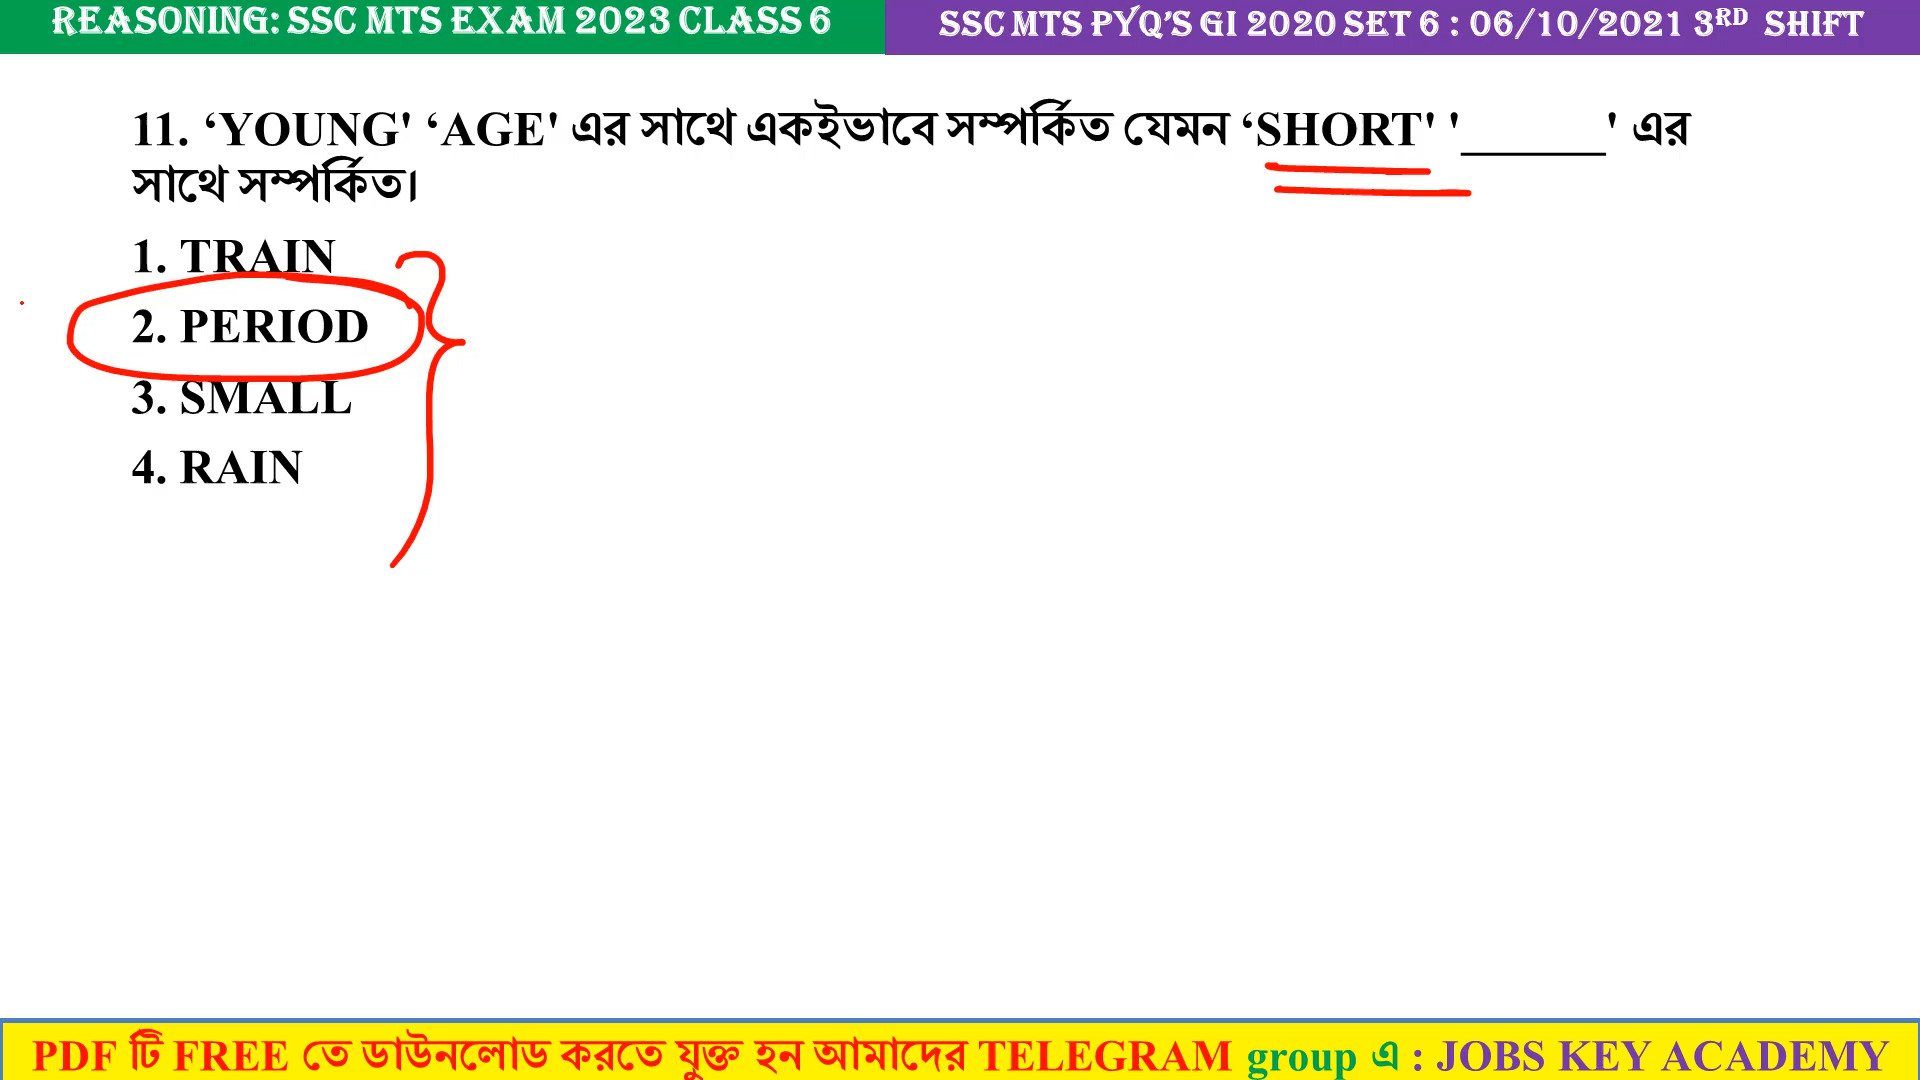 REASONING: SSC MTS EXAM 2023 CLASS 6
SSC MTS PYQ'S GI 2020 SET 6 : 06/10/2021 3RD SHIFT
11. ‘YOUNG' ‘AGE' এর সাথে একইভাবে সম্পর্কিত যেমন ‘SHORT' '______' এর
সাথে সম্পর্কিত।
1. TRAIN
2. PERIOD
3. SMALL
4. RAIN
PDF টি FREE তে ডাউনলোড করতে যুক্ত হন আমাদের TELEGRAM group এ : JOBS KEY ACADEMY